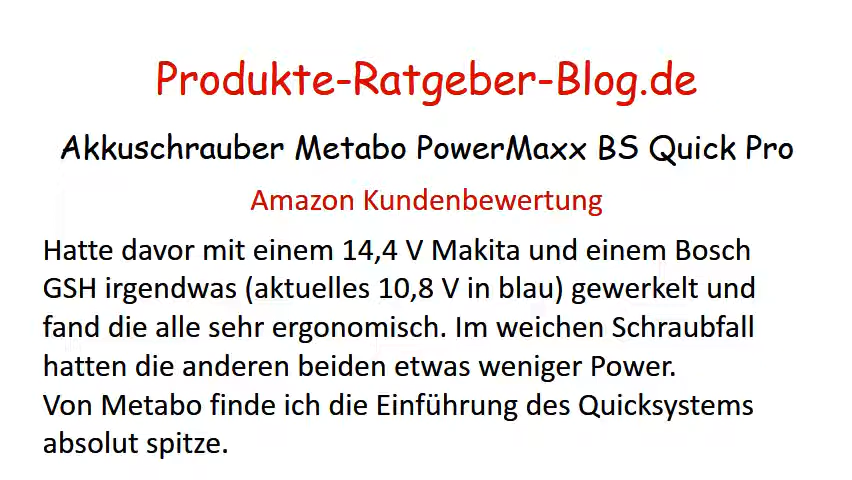 Produkte-Ratgeber-Blog.de
Akkuschrauber Metabo PowerMaxx BS Quick Pro
Amazon Kundenbewertung
Hatte davor mit einem 14,4 V Makita und einem Bosch
GSH irgendwas (aktuelles 10,8 V in blau) gewerkelt und
fand die alle sehr ergonomisch. Im weichen Schraubfall
hatten die anderen beiden etwas weniger Power.
Von Metabo finde ich die Einführung des Quicksystems
absolut spitze.